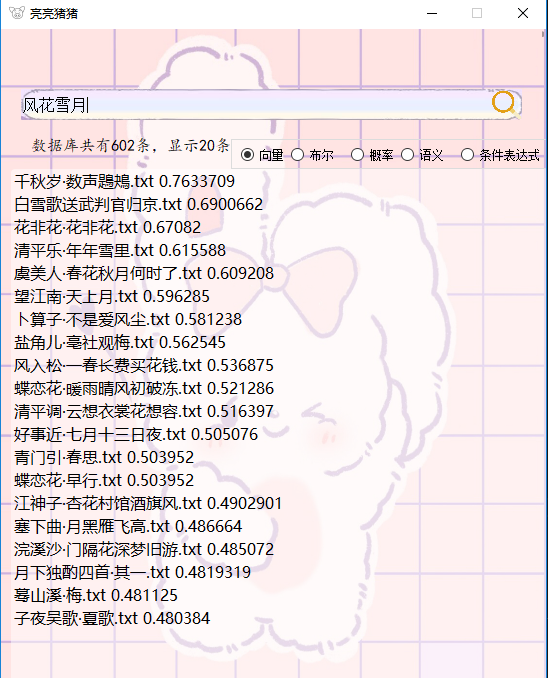 亮亮猪猪
风花雪月
数据库共有602条，显示20条 向量 布尔 概率 语义 条件表达式
千秋岁·数声鶗鴂.txt 0.7633709
白雪歌送武判官归京.txt 0.6900662
花非花·花非花.txt 0.67082
清平乐·年年雪里.txt 0.615588
虞美人·春花秋月何时了.txt 0.609208
望江南·天上月.txt 0.596285
卜算子·不是爱风尘.txt 0.581238
盐角儿·亳社观梅.txt 0.562545
风入松·一春长费买花钱.txt 0.536875
蝶恋花·暖雨晴风初破冻.txt 0.521286
清平调·云想衣裳花想容.txt 0.516397
好事近·七月十三日夜.txt 0.505076
青门引·春思.txt 0.503952
蝶恋花·早行.txt 0.503952
江神子·杏花村馆酒旗风.txt 0.4902901
塞下曲·月黑雁飞高.txt 0.486664
浣溪沙·门隔花深梦旧游.txt 0.485072
月下独酌四首·其一.txt 0.4819319
蓦山溪·梅.txt 0.481125
子夜吴歌·夏歌.txt 0.480384